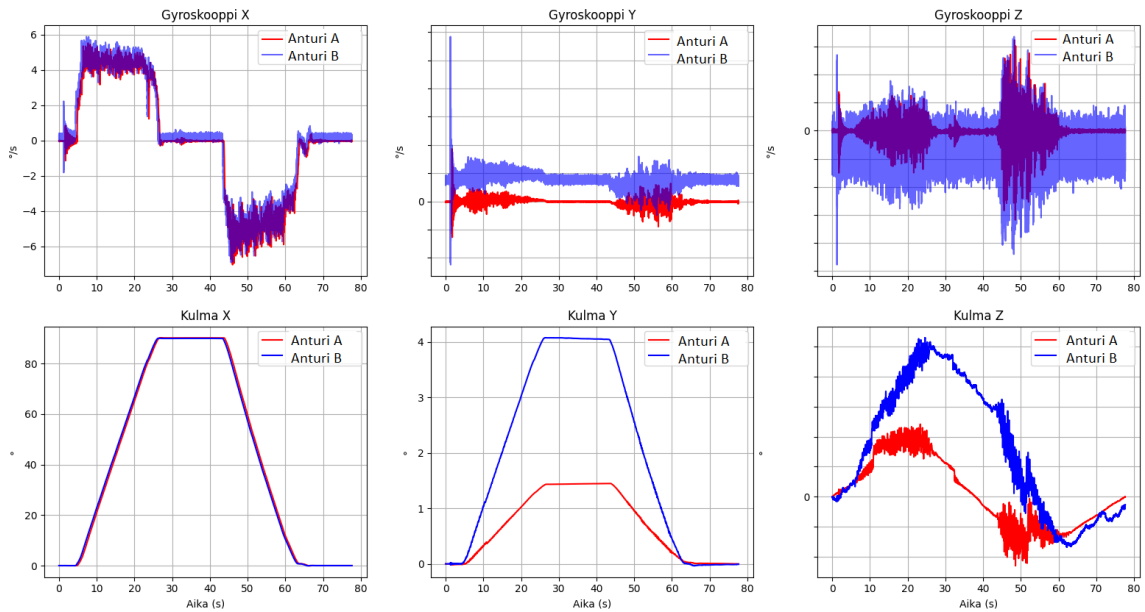 Gyroskooppi X
°/s
6
4
2
0
-2
-4
-6
Anturi A
Anturi B
0 10 20 30 40 50 60 70 80
Gyroskooppi Y
°/s
0
Anturi A
Anturi B
0 10 20 30 40 50 60 70 80
Gyroskooppi Z
°/s
0
Anturi A
Anturi B
0 10 20 30 40 50 60 70 80
Kulma X
°
80
60
40
20
0
Anturi A
Anturi B
0 10 20 30 40 50 60 70 80
Aika (s)
Kulma Y
°
4
3
2
1
0
Anturi A
Anturi B
0 10 20 30 40 50 60 70 80
Aika (s)
Kulma Z
°
0
Anturi A
Anturi B
0 10 20 30 40 50 60 70 80
Aika (s)